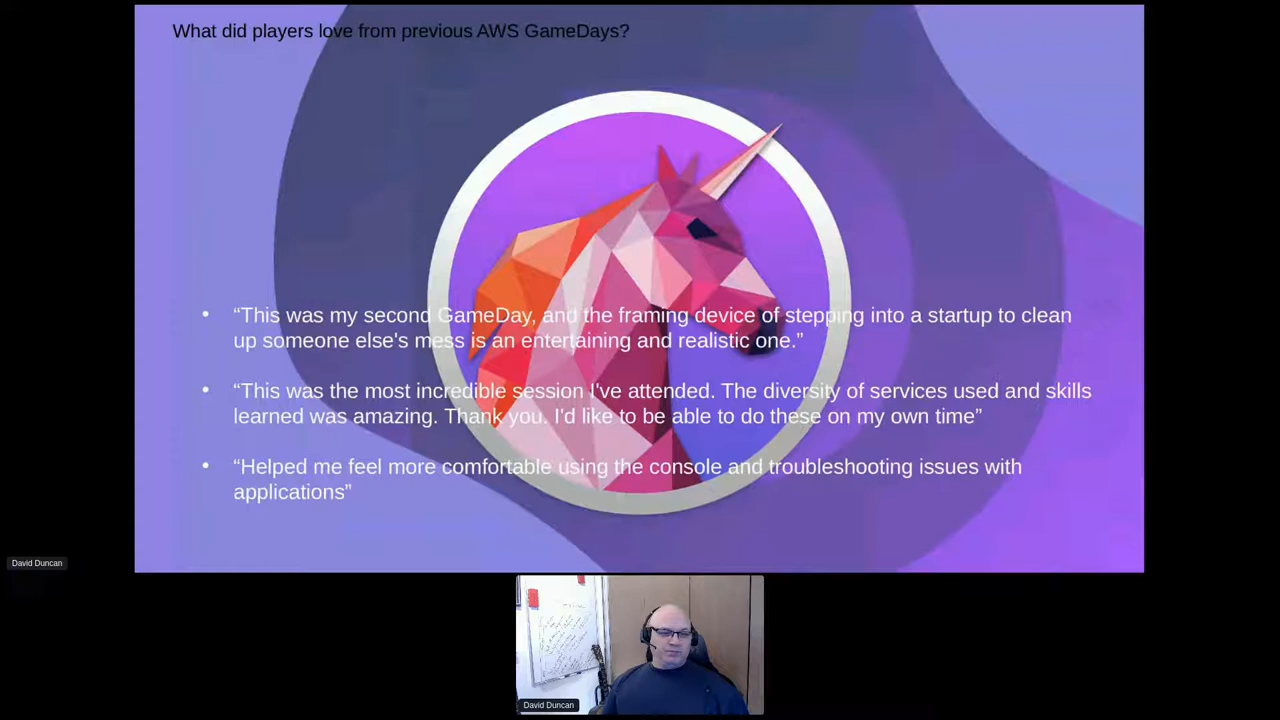 What did players love from previous AWS GameDays?
• “This was my second GameDay, and the framing device of stepping into a startup to clean
up someone else's mess is an entertaining and realistic one.”
• “This was the most incredible session I've attended. The diversity of services used and skills
learned was amazing. Thank you. I'd like to be able to do these on my own time”
• “Helped me feel more comfortable using the console and troubleshooting issues with
applications”
David Duncan
David Duncan